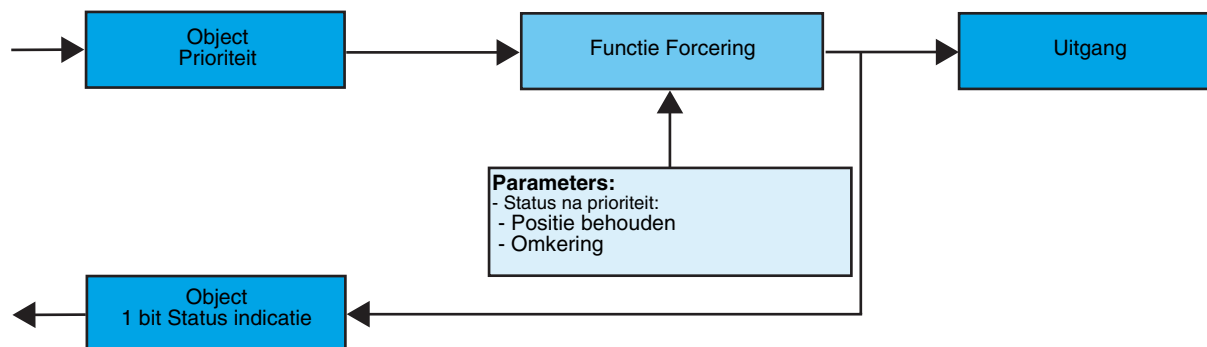 Object
Prioriteit
Functie Forcering
Uitgang
Parameters:
- Status na prioriteit:
- Positie behouden
- Omkering
Object
1 bit Status indicatie